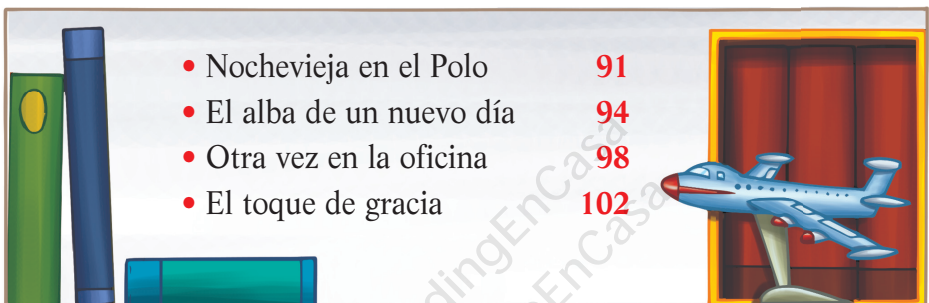 • Nochevieja en el Polo 91
• El alba de un nuevo día 94
• Otra vez en la oficina 98
• El toque de gracia 102